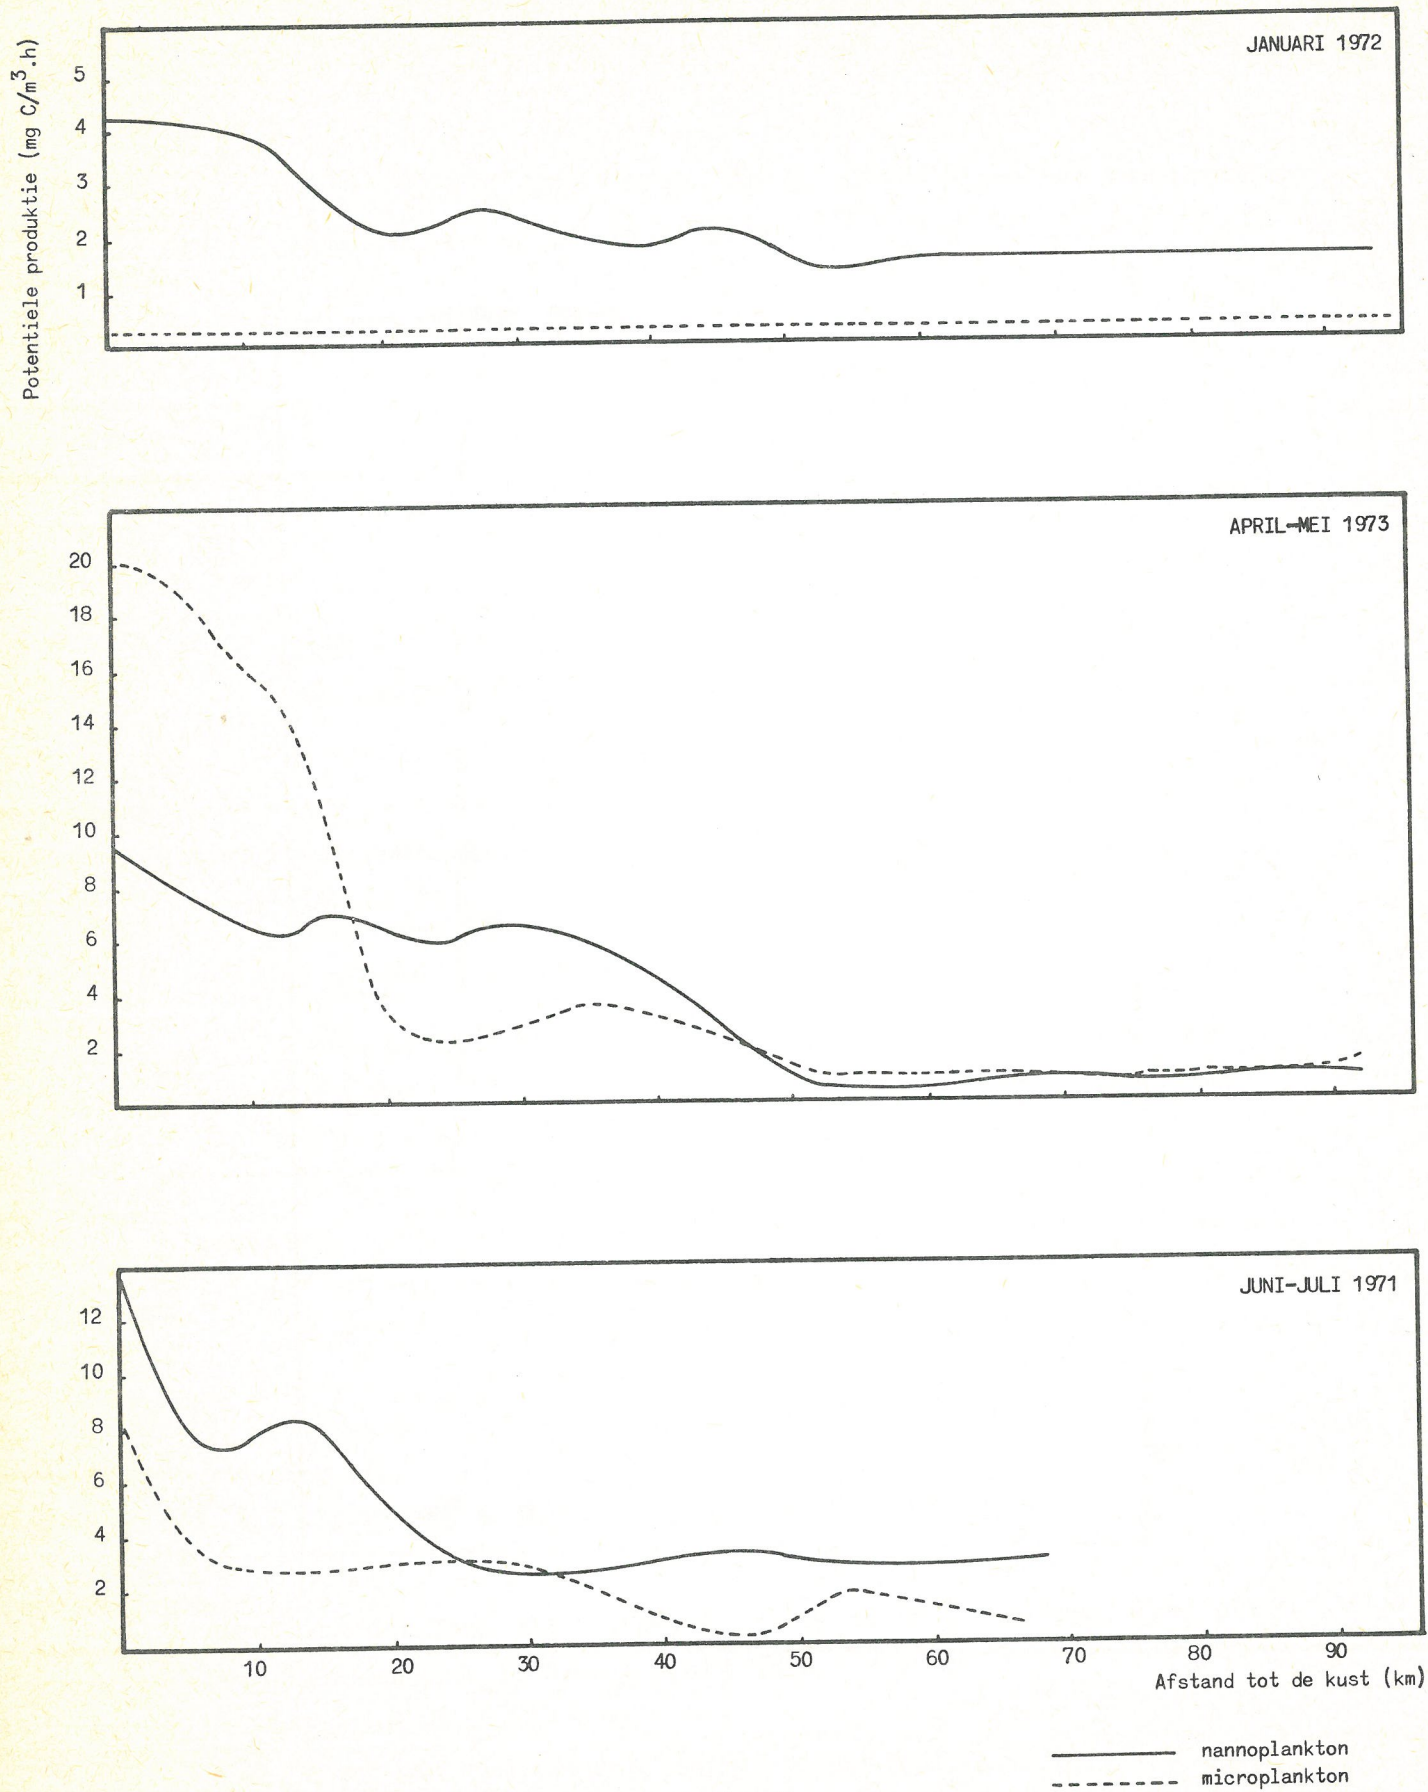 Potentiele produktie (mg C/m³.h)
JANUARI 1972
5
4
3
2
1
APRIL-MEI 1973
20
18
16
14
12
10
8
6
4
2
JUNI-JULI 1971
12
10
8
6
4
2
10 20 30 40 50 60 70 80 90
Afstand tot de kust (km)
nannoplankton
microplankton